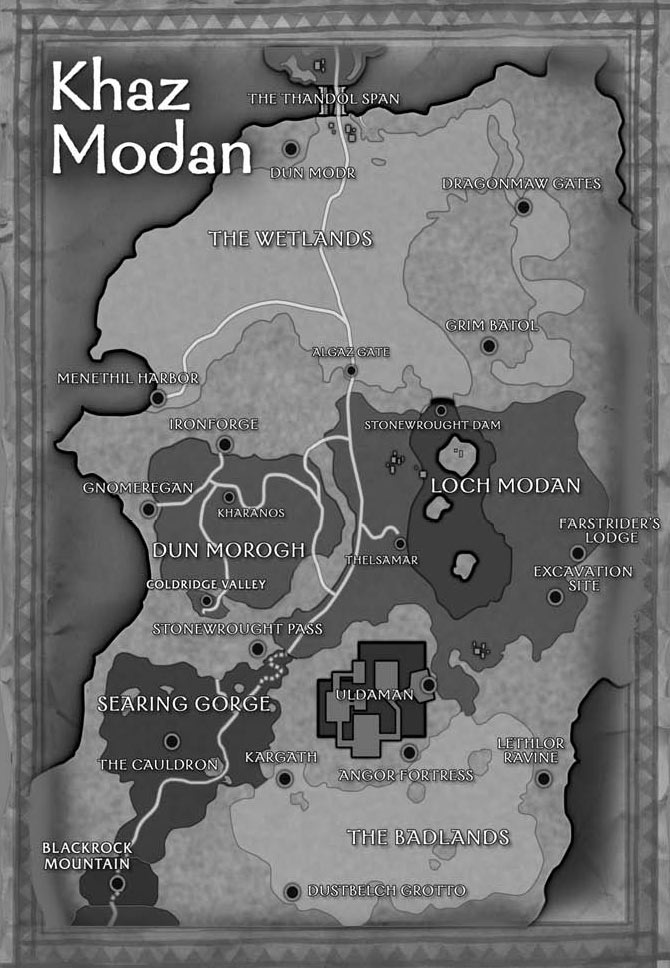 Khaz
Modan
THE THANDOL SPAN
DUN MODR
DRAGONMAW GATES
THE WETLANDS
GRIM BATOL
ALGAZ GATE
MENETHIL HARBOR
IRONFORGE
STONEWROUGHT DAM
GNOMEREGAN
LOCH MODAN
KHARANOS
FARSTRIDER'S
LODGE
DUN MOROGH
THELSAMAR
EXCAVATION
SITE
COLDRIDGE VALLEY
STONEWROUGHT PASS
ULDAMAN
SEARING GORGE
THE CAULDRON
KARGATH
ANGOR FORTRESS
LETHLOR
RAVINE
THE BADLANDS
BLACKROCK
MOUNTAIN
DUSTBELCH GROTTO